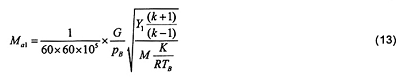 M_{a1} = \frac{1}{60 \times 60 \times 10^5} \times \frac{G}{p_B} \sqrt{\frac{Y_1 \frac{(k+1)}{(k-1)}}{M \frac{K}{RT_B}}} (13)